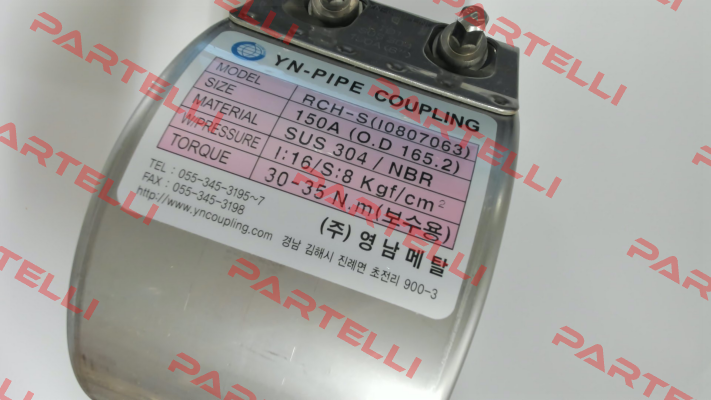 YN-PIPE COUPLING
MODEL RCH-S(I0807063)
SIZE 150A (O.D 165.2)
MATERIAL SUS 304 / NBR
W/PRESSURE I:16/S:8 Kgf/cm²
TORQUE 30-35 N.m(보수용)
TEL : 055-345-3195~7
FAX : 055-345-3198
http://www.yncoupling.com
(주) 영남메탈
경남 김해시 진례면 초전리 900-3
PARTELLI
PARTELLI
PARTELLI
PARTELLI
PARTELLI
PARTELLI
PARTELLI